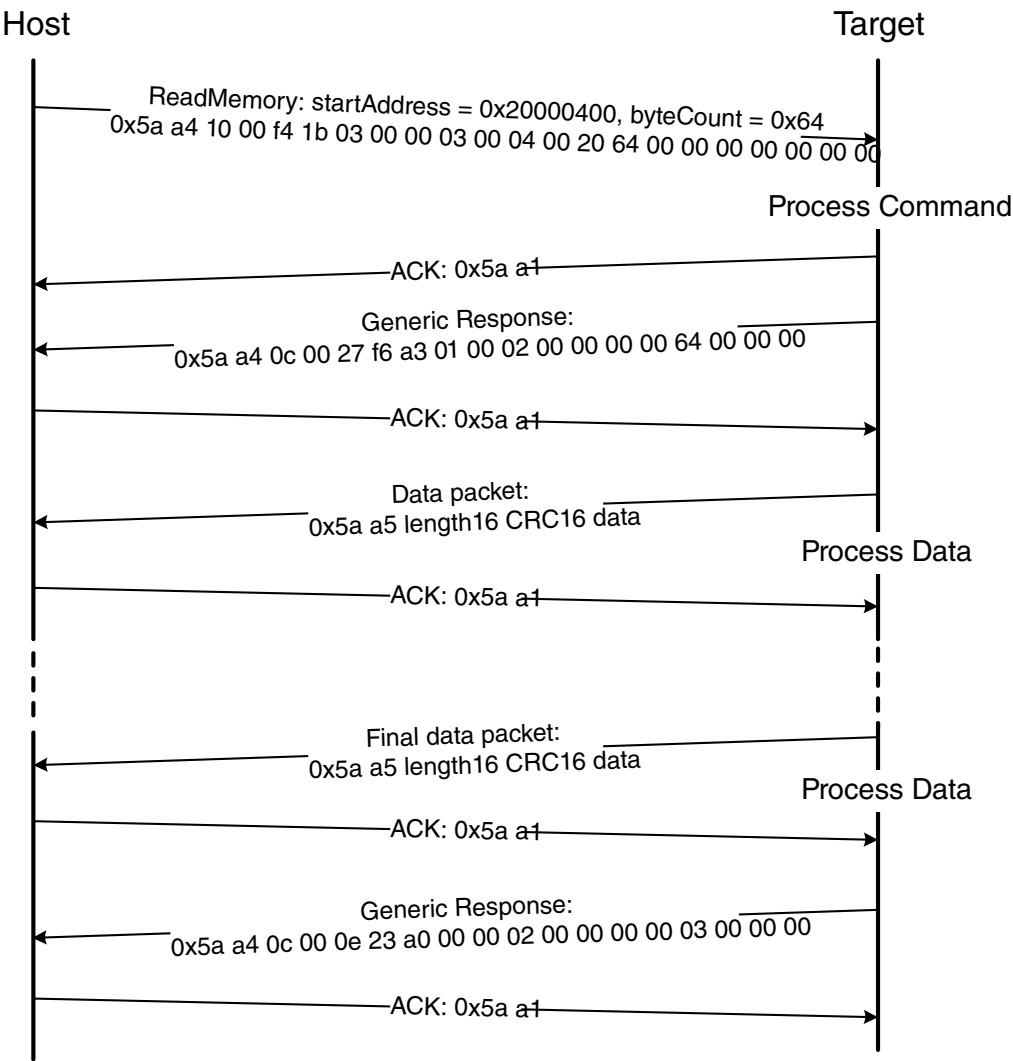 Host
Target
ReadMemory: startAddress = 0x20000400, byteCount = 0x64
0x5a a4 10 00 f4 1b 03 00 00 03 00 04 00 20 64 00 00 00 00 00 00 00
Process Command
ACK: 0x5a a1
Generic Response:
0x5a a4 0c 00 27 f6 a3 01 00 02 00 00 00 00 64 00 00 00
ACK: 0x5a a1
Data packet:
0x5a a5 length16 CRC16 data
Process Data
ACK: 0x5a a1
Final data packet:
0x5a a5 length16 CRC16 data
Process Data
ACK: 0x5a a1
Generic Response:
0x5a a4 0c 00 0e 23 a0 00 00 02 00 00 00 00 03 00 00 00
ACK: 0x5a a1